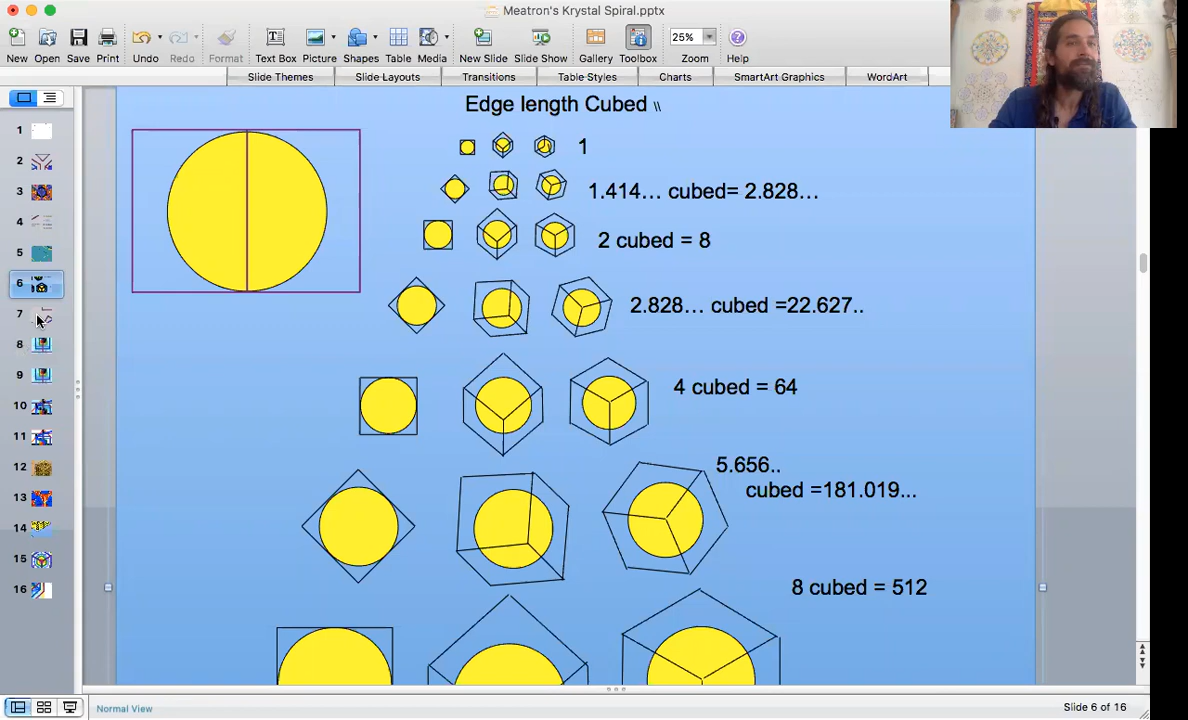 Meatron's Krystal Spiral.pptx
New Open Save Print Undo Redo Format Text Box Picture Shapes Table Media New Slide Slide Show Gallery Toolbox Zoom Help
25%
Slide Themes Slide Layouts Transitions Table Styles Charts SmartArt Graphics WordArt
Edge length Cubed \\
1
1.414... cubed= 2.828...
2 cubed = 8
2.828... cubed =22.627..
4 cubed = 64
5.656..
cubed =181.019...
8 cubed = 512
1
2
3
4
5
6
7
8
9
10
11
12
13
14
15
16
Normal View
Slide 6 of 16